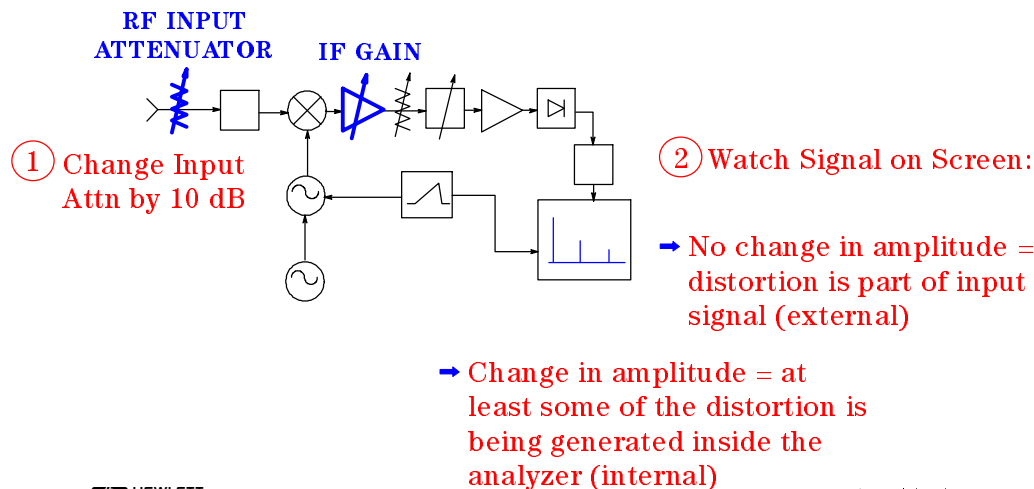 RF INPUT
ATTENUATOR
IF GAIN
1 Change Input
Attn by 10 dB
2 Watch Signal on Screen:
➡ No change in amplitude =
distortion is part of input
signal (external)
➡ Change in amplitude = at
least some of the distortion is
being generated inside the
analyzer (internal)